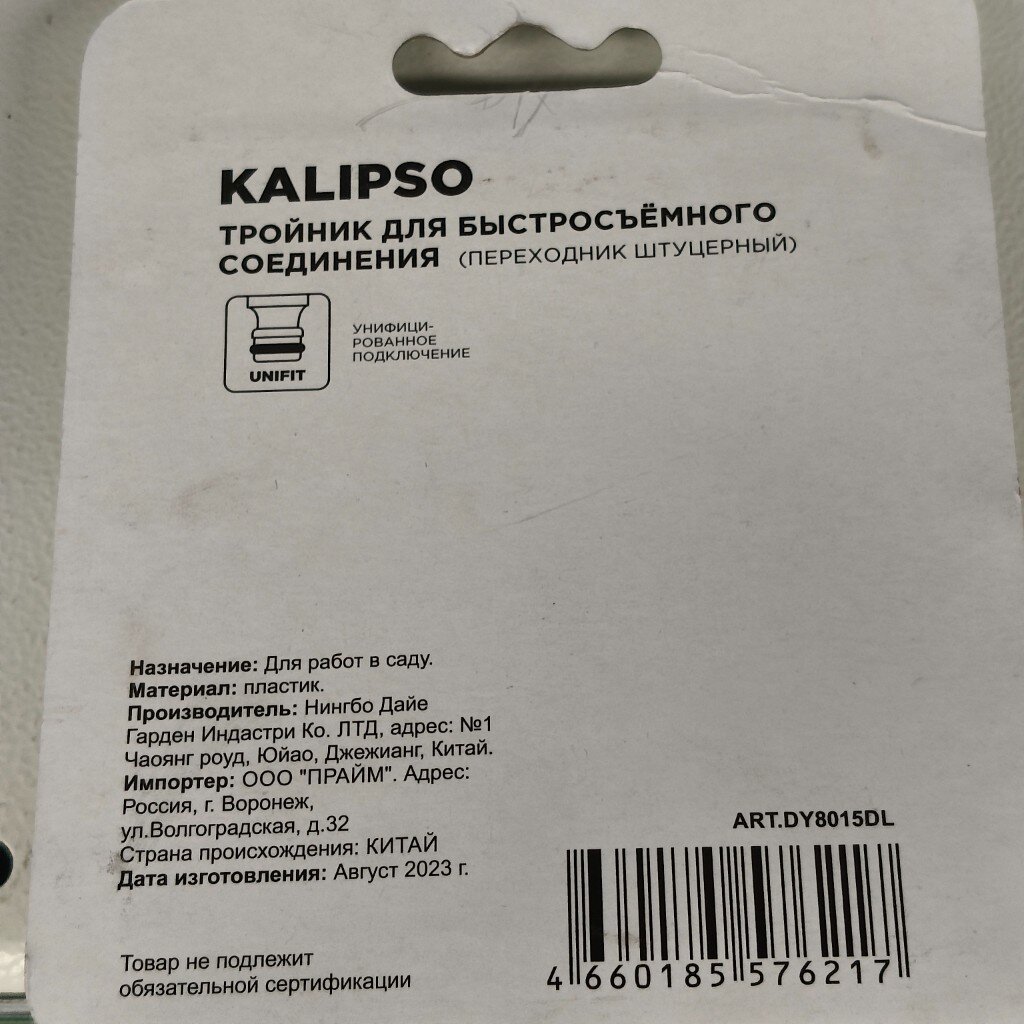 KALIPSO
ТРОЙНИК ДЛЯ БЫСТРОСЪЁМНОГО
СОЕДИНЕНИЯ (ПЕРЕХОДНИК ШТУЦЕРНЫЙ)
УНИФИЦИ-
РОВАННОЕ
ПОДКЛЮЧЕНИЕ
UNIFIT
Назначение: Для работ в саду.
Материал: пластик.
Производитель: Нингбо Дайе
Гарден Индастри Ко. ЛТД, адрес: №1
Чаоянг роуд, Юйао, Джежианг, Китай.
Импортер: ООО "ПРАЙМ". Адрес:
Россия, г. Воронеж,
ул.Волгоградская, д.32
Страна происхождения: КИТАЙ
Дата изготовления: Август 2023 г.
Товар не подлежит
обязательной сертификации
ART.DY8015DL
4 660185 576217